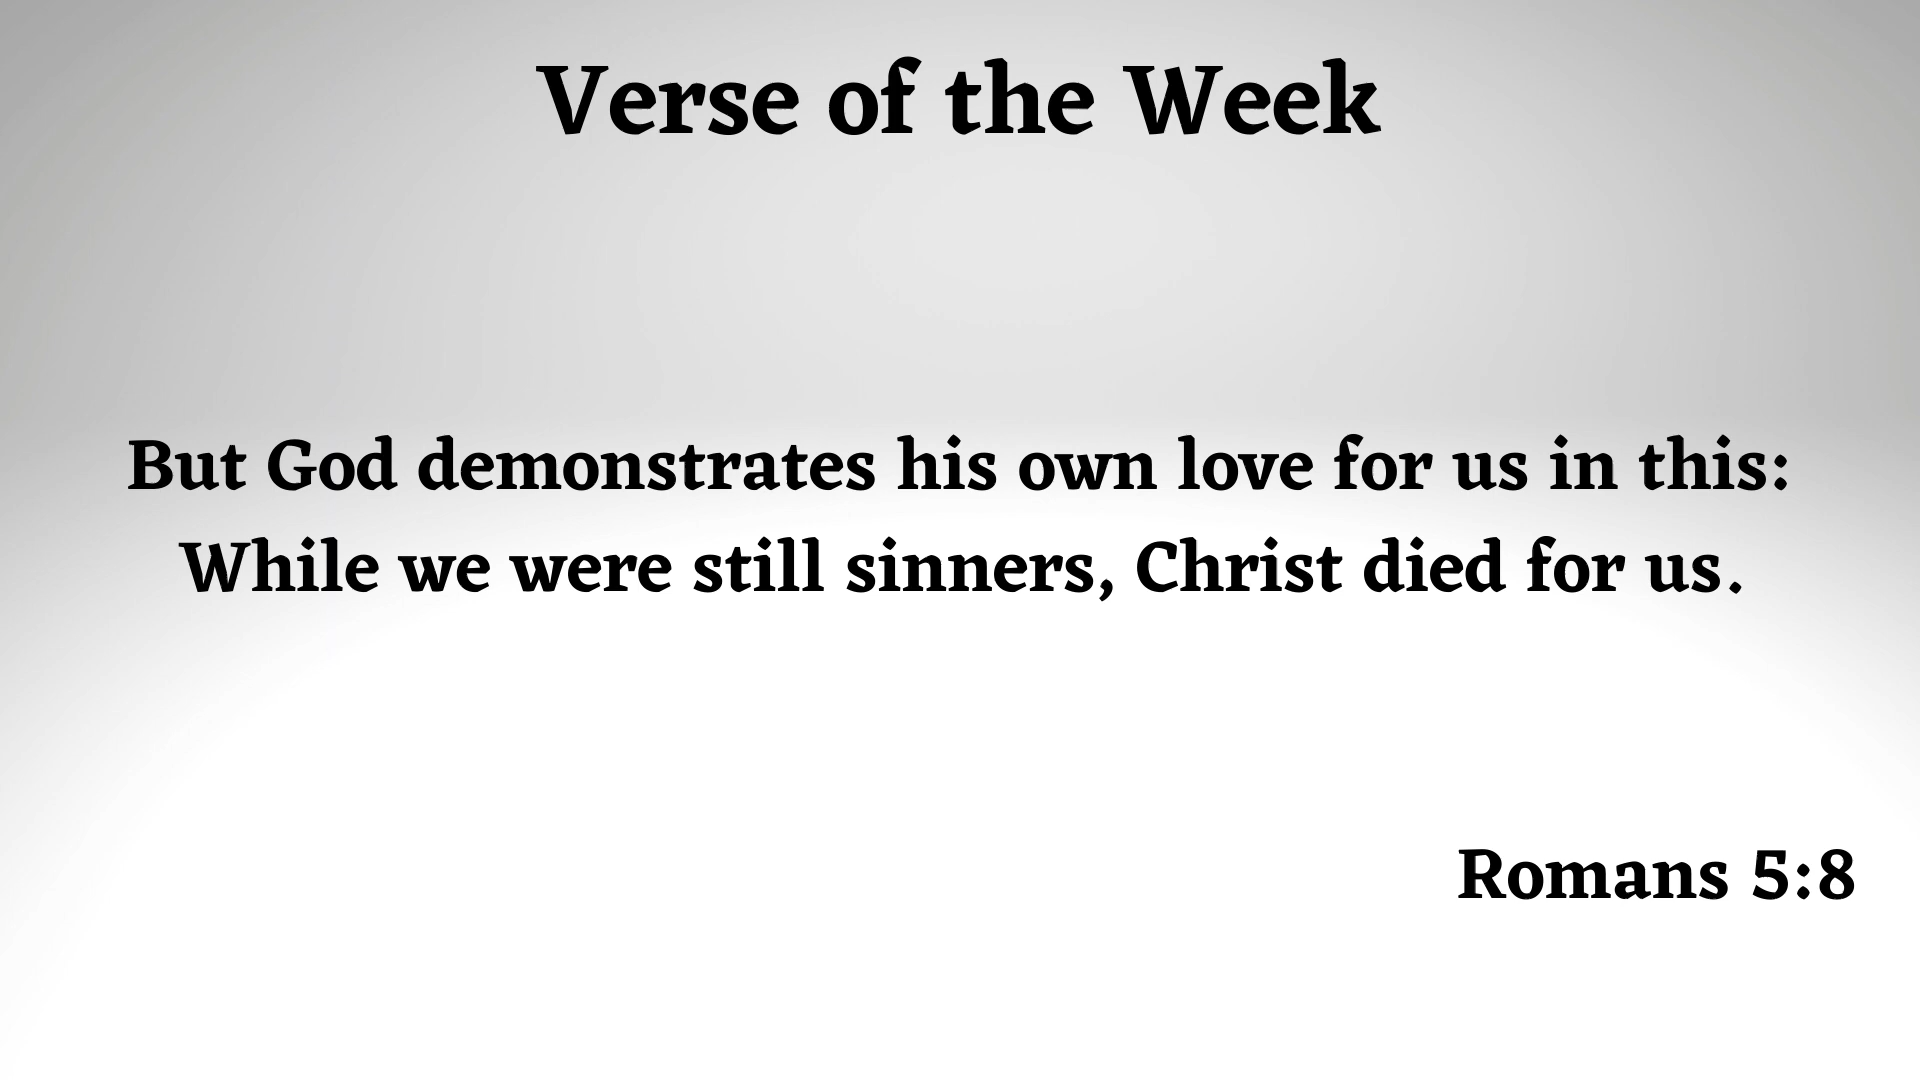 Verse of the Week
But God demonstrates his own love for us in this:
While we were still sinners, Christ died for us.
Romans 5:8